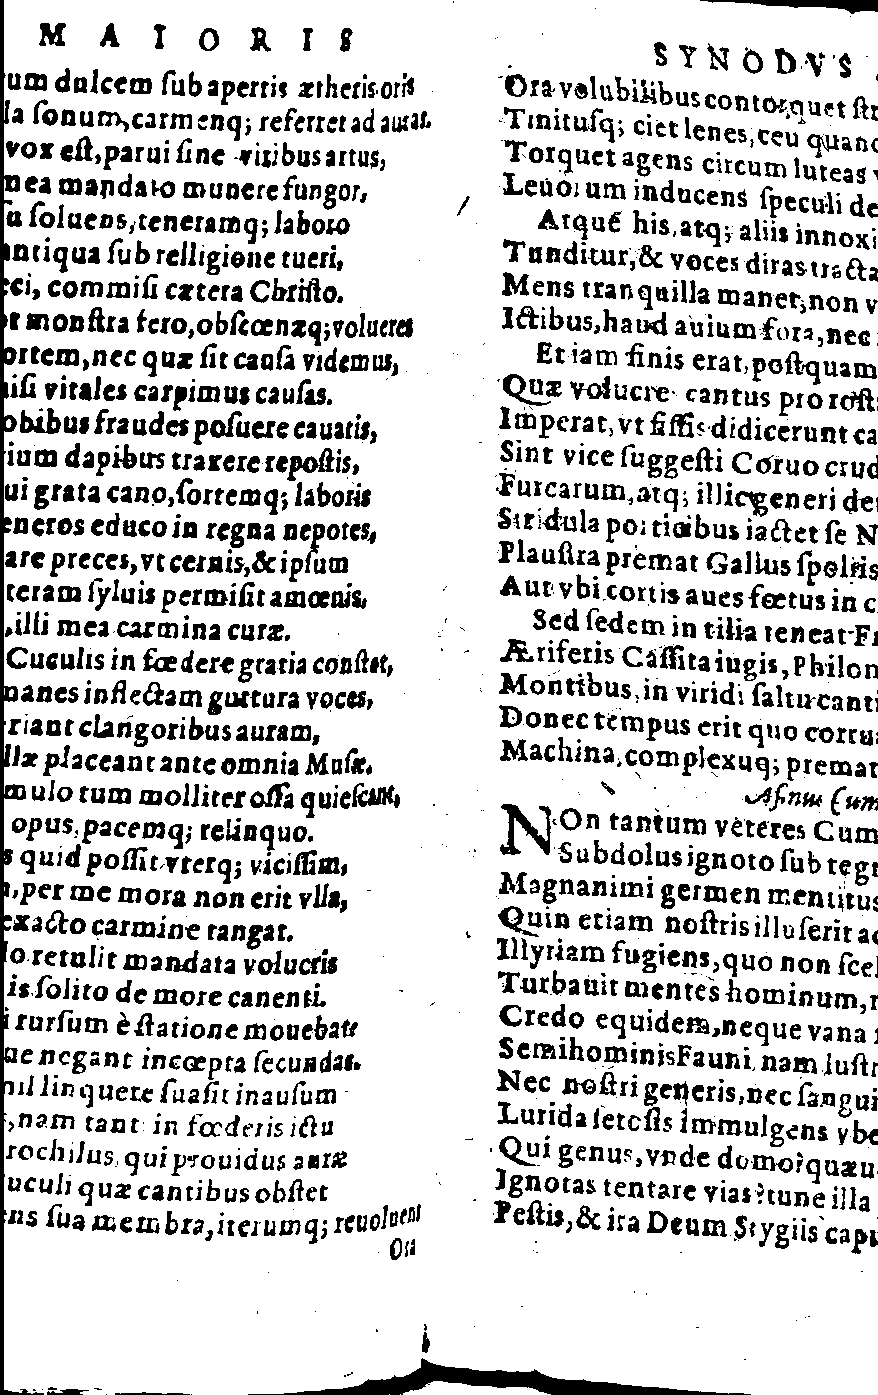 MAIORIS
um dulcem ſub apertis ætheris oris
la ſonum, carmenq; referret ad auras.
vox eſt, parui ſine viribus artus,
mea mandato munere fungor,
ſoluens, teneramq; laboro
antiqua ſub relligione tueri,
ci, commiſi cætera Chriſto.
monſtra fero, obſcœnæq; volucres
ortem, nec quæ ſit cauſa videmus,
iſi vitales carpimus cauſas.
obibus fraudes poſuere cauatis,
ium dapibus traxere repoſtis,
ui grata cano, ſortemq; laboris
eneros educo in regna nepotes,
are preces, vt cernis, & ipſum
teram ſyluis permiſit amœnis,
, illi mea carmina curæ.
Cuculis in fœdere gratia conſtet,
manes inflectam guttura voces,
riant clangoribus auram,
llæ placeant ante omnia Muſæ.
mulo tum molliter oſſa quieſcant,
opus, pacemq; relinquo.
s quid poſſit vterq; viciſſim,
, per me mora non erit vlla,
exacto carmine tangat.
lo retulit mandata volucris
is ſolito de more canenti.
i rurſum è ſtatione mouebat
ue negant incœpta ſecundas.
nil linquere ſuaſit inauſum
, nam tant in fœderis ictu
rochilus, qui prouidus auræ
uculi quæ cantibus obſtet
ens ſua membra, iterumq; reuoluens
Ora
SYNODVS
Ora volubilibus contorquet ſtr
Tinituſq; ciet lenes, ceu quand
Torquet agens circum luteas v
Leuorum inducens ſpeculi de
Atque his, atq; aliis innoxi
Tunditur, & voces diras tracta
Mens tranquilla manet, non v
Ictibus, haud auium fora, nec
Et iam finis erat, poſtquam
Quæ volucre cantus pro roſt
Imperat, vt fiſſis didicerunt ca
Sint vice ſuggeſti Coruo crud
Furcarum, atq; illic generi de
Stridula porticibus iactet ſe N
Plauſtra premat Gallus ſpoliis
Aut vbi cortis aues fœtus in c
Sed ſedem in tilia teneat Fr
Æriferis Caſſita iugis, Philom
Montibus, in viridi ſaltu canti
Donec tempus erit quo corrua
Machina, complexuq; premat
Aſinus Cum
NOn tantum veteres Cum
Subdolus ignoto ſub tegm
Magnanimi germen mentitus
Quin etiam noſtris illuſerit ac
Illyriam fugiens, quo non ſcel
Turbauit mentes hominum, r
Credo equidem, neque vana
Semihominis Fauni, nam luſtr
Nec noſtri generis, nec ſangui
Lurida ſetoſis immulgens vbe
Qui genus, vnde domo? quæu
Ignotas tentare vias? tune illa
Peſtis, & ita Deum Stygiis capi